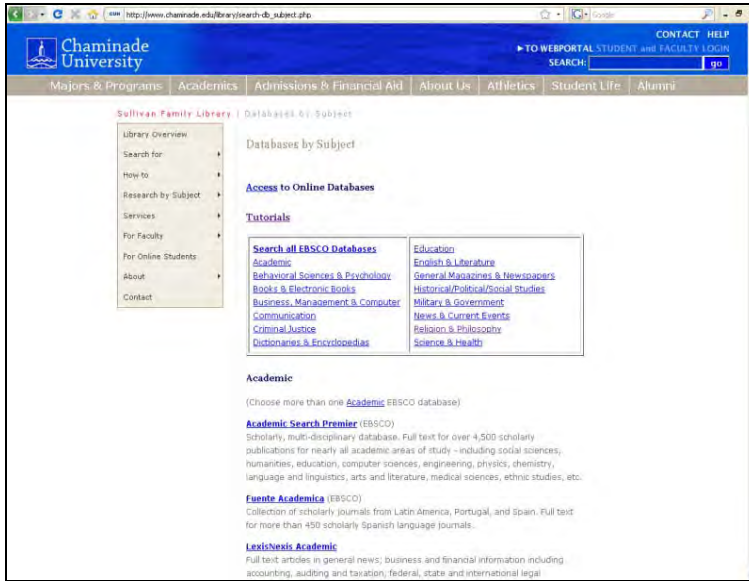 http://www.chaminade.edu/library/search-db_subject.php
Google
Chaminade
University
CONTACT HELP
TO WEBPORTAL STUDENT and FACULTY LOGIN
SEARCH: go
Majors & Programs Academics Admissions & Financial Aid About Us Athletics Student Life Alumni
Sullivan Family Library | Databases by Subject
Library Overview
Search for
How to
Research by Subject
Services
For Faculty
For Online Students
About
Contact
Databases by Subject
Access to Online Databases
Tutorials
Search all EBSCO Databases
Academic
Behavioral Sciences & Psychology
Books & Electronic Books
Business, Management & Computer
Communication
Criminal Justice
Dictionaries & Encyclopedias
Education
English & Literature
General Magazines & Newspapers
Historical/Political/Social Studies
Military & Government
News & Current Events
Religion & Philosophy
Science & Health
Academic
(Choose more than one Academic EBSCO database)
Academic Search Premier (EBSCO)
Scholarly, multi-disciplinary database. Full text for over 4,500 scholarly
publications for nearly all academic areas of study - including social sciences,
humanities, education, computer sciences, engineering, physics, chemistry,
language and linguistics, arts and literature, medical sciences, ethnic studies, etc.
Fuente Academica (EBSCO)
Collection of scholarly journals from Latin America, Portugal, and Spain. Full text
for more than 450 scholarly Spanish language journals.
LexisNexis Academic
Full text articles in general news; business and financial information including
accounting, auditing and taxation, federal, state and international legal